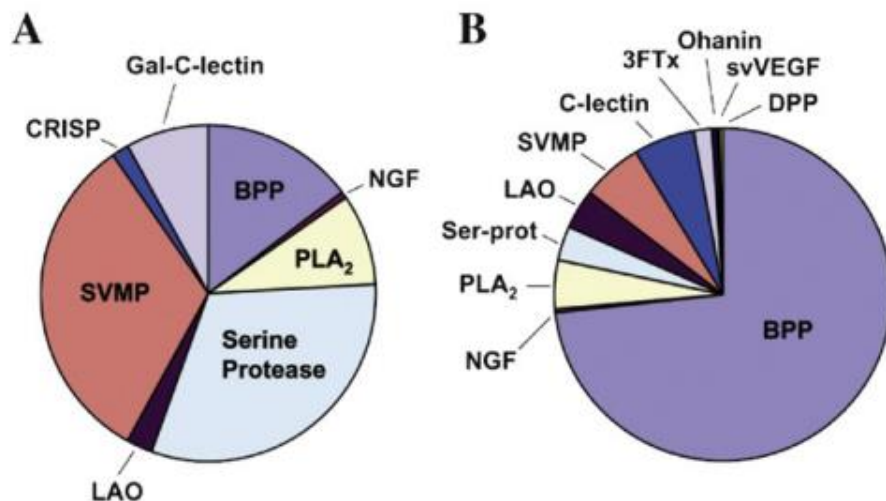 A
Gal-C-lectin
CRISP
BPP
NGF
PLA₂
SVMP
Serine
Protease
LAO
B
Ohanin
3FTx
svVEGF
C-lectin
DPP
SVMP
LAO
Ser-prot
PLA₂
BPP
NGF